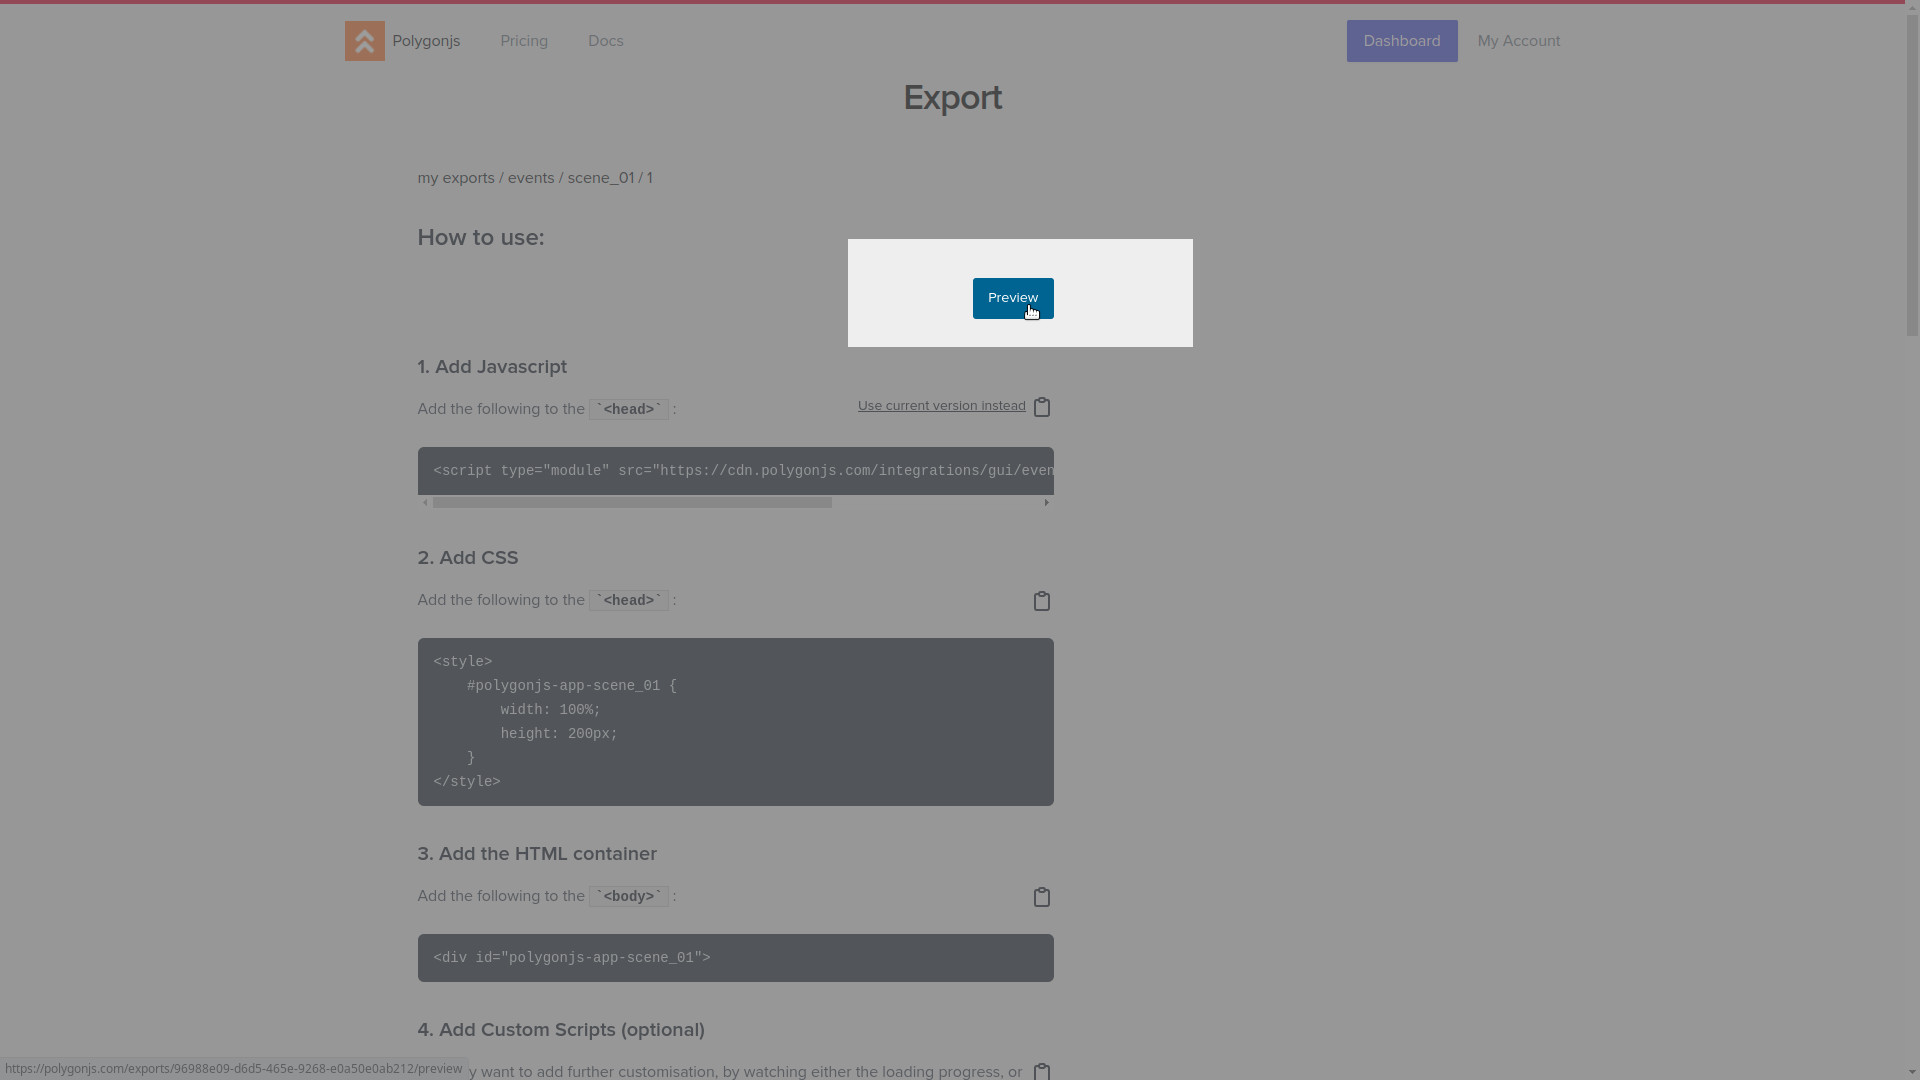 Polygonjs Pricing Docs Dashboard My Account
Export
my exports / events / scene_01 / 1
How to use:
Preview
1. Add Javascript
Add the following to the `<head>` : Use current version instead
<script type="module" src="https://cdn.polygonjs.com/integrations/gui/even
2. Add CSS
Add the following to the `<head>` :
<style>
#polygonjs-app-scene_01 {
width: 100%;
height: 200px;
}
</style>
3. Add the HTML container
Add the following to the `<body>` :
<div id="polygonjs-app-scene_01">
4. Add Custom Scripts (optional)
y want to add further customisation, by watching either the loading progress, or
https://polygonjs.com/exports/96988e09-d6d5-465e-9268-e0a50e0ab212/preview